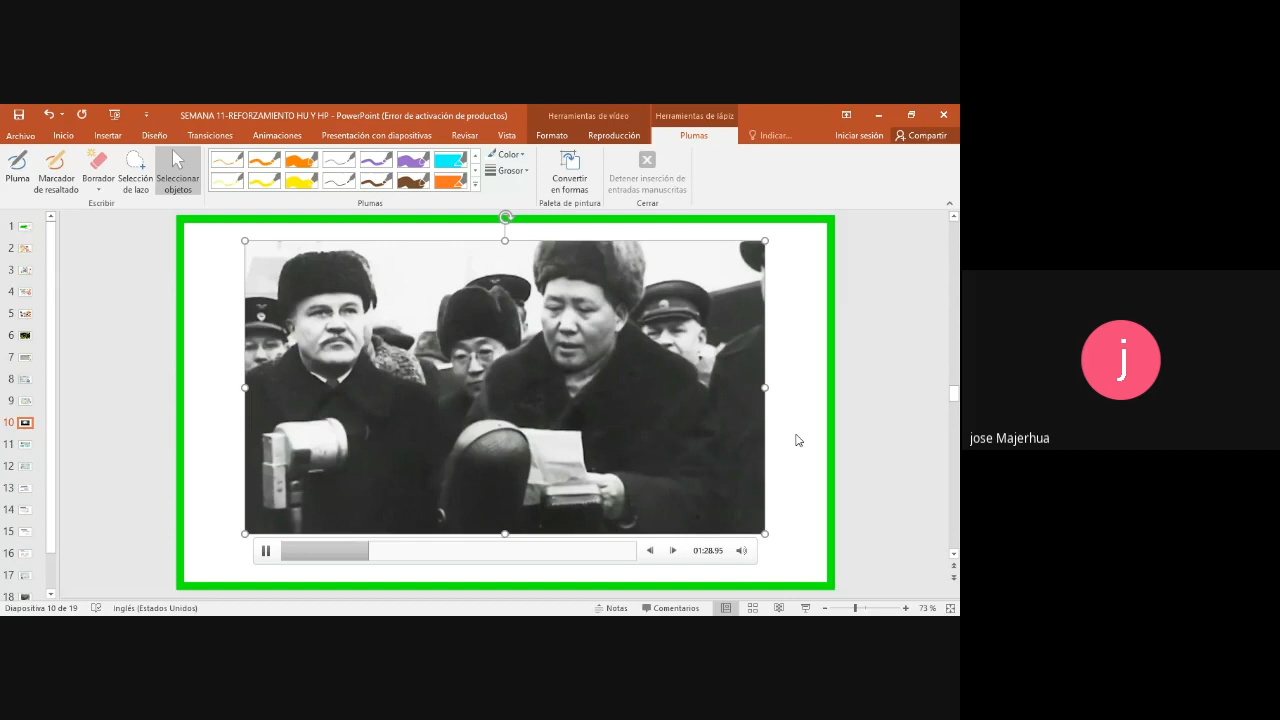 SEMANA 11-REFORZAMIENTO HU Y HP - PowerPoint (Error de activación de productos)
Herramientas de vídeo
Herramientas de lápiz
Archivo Inicio Insertar Diseño Transiciones Animaciones Presentación con diapositivas Revisar Vista Formato Reproducción Plumas Indicar... Iniciar sesión Compartir
Color
Grosor
Pluma
Marcador de resaltado
Borrador
Selección de lazo
Seleccionar objetos
Convertir en formas
Detener inserción de entradas manuscritas
Escribir
Plumas
Paleta de pintura
Cerrar
1
2
3
4
5
6
7
8
9
10
11
12
13
14
15
16
17
18
01:28.95
j
jose Majerhua
Diapositiva 10 de 19
Inglés (Estados Unidos)
Notas
Comentarios
73 %